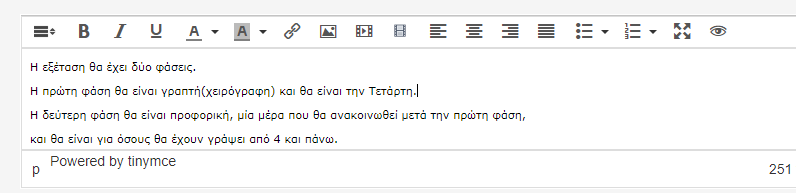 Η εξέταση θα έχει δύο φάσεις.
Η πρώτη φάση θα είναι γραπτή(χειρόγραφη) και θα είναι την Τετάρτη.
Η δεύτερη φάση θα είναι προφορική, μία μέρα που θα ανακοινωθεί μετά την πρώτη φάση,
και θα είναι για όσους θα έχουν γράψει από 4 και πάνω.
p Powered by tinymce 251